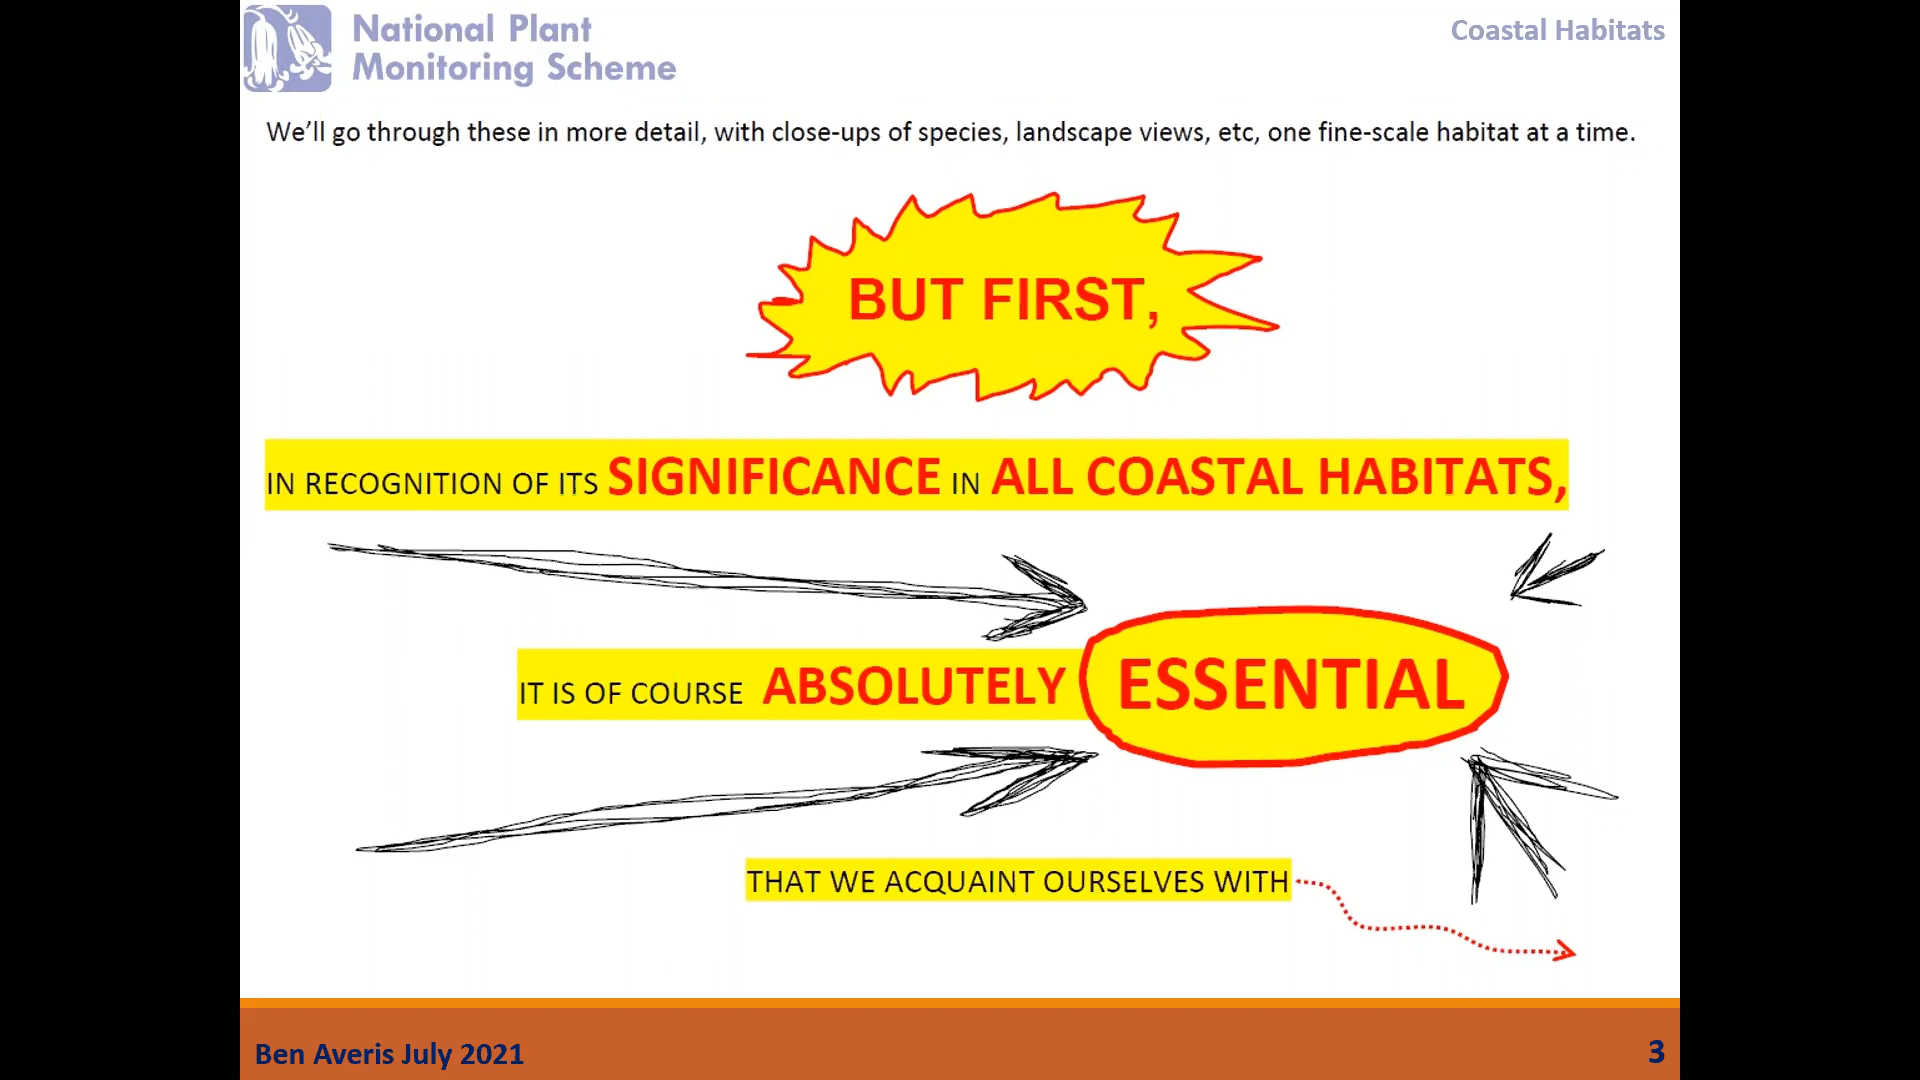 National Plant
Monitoring Scheme
Coastal Habitats
We'll go through these in more detail, with close-ups of species, landscape views, etc, one fine-scale habitat at a time.
BUT FIRST,
IN RECOGNITION OF ITS SIGNIFICANCE IN ALL COASTAL HABITATS,
IT IS OF COURSE ABSOLUTELY ESSENTIAL
THAT WE ACQUAINT OURSELVES WITH
Ben Averis July 2021
3